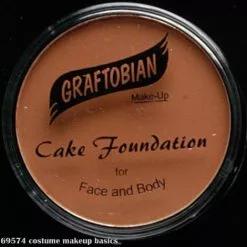 GRAFTOBIAN
Make-Up
Cake Foundation
for
Face and Body
69574 costume makeup basics